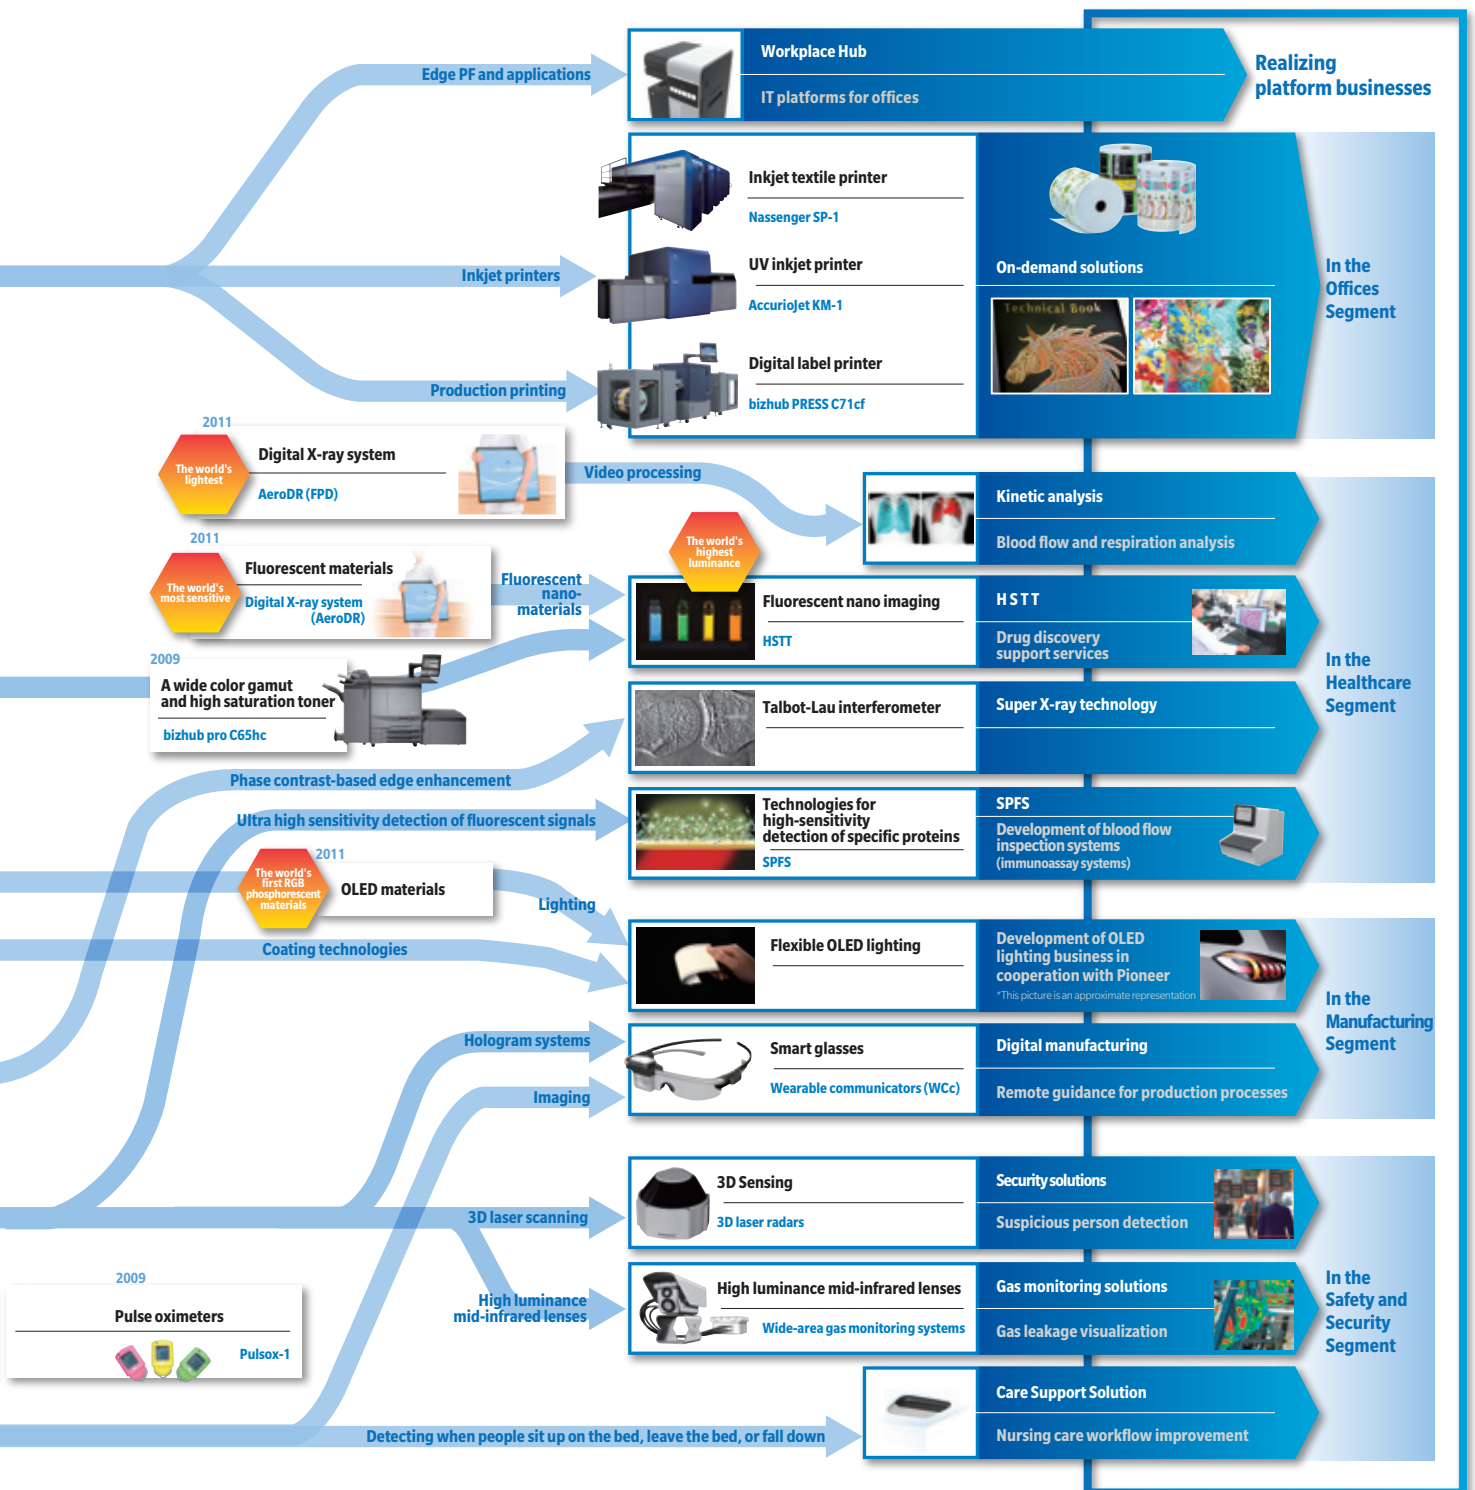 Edge PF and applications
Workplace Hub
IT platforms for offices
Realizing
platform businesses
Inkjet textile printer
Nassenger SP-1
Inkjet printers
UV inkjet printer
AccurioJet KM-1
On-demand solutions
Technical Book
In the
Offices
Segment
Production printing
Digital label printer
bizhub PRESS C71cf
2011
The world's
lightest
Digital X-ray system
AeroDR (FPD)
Video processing
Kinetic analysis
Blood flow and respiration analysis
2011
The world's
most sensitive
Fluorescent materials
Digital X-ray system
(AeroDR)
Fluorescent
nano-
materials
The world's
highest
luminance
Fluorescent nano imaging
HSTT
HSTT
Drug discovery
support services
In the
Healthcare
Segment
2009
A wide color gamut
and high saturation toner
bizhub pro C65hc
Talbot-Lau interferometer
Super X-ray technology
Phase contrast-based edge enhancement
Ultra high sensitivity detection of fluorescent signals
Technologies for
high-sensitivity
detection of specific proteins
SPFS
SPFS
Development of blood flow
inspection systems
(immunoassay systems)
2011
The world's
first RGB
phosphorescent
materials
OLED materials
Lighting
Coating technologies
Flexible OLED lighting
Development of OLED
lighting business in
cooperation with Pioneer
*This picture is an approximate representation
In the
Manufacturing
Segment
Hologram systems
Imaging
Smart glasses
Wearable communicators (WCc)
Digital manufacturing
Remote guidance for production processes
3D laser scanning
3D Sensing
3D laser radars
Security solutions
Suspicious person detection
High luminance
mid-infrared lenses
High luminance mid-infrared lenses
Wide-area gas monitoring systems
Gas monitoring solutions
Gas leakage visualization
In the
Safety and
Security
Segment
2009
Pulse oximeters
Pulsox-1
Detecting when people sit up on the bed, leave the bed, or fall down
Care Support Solution
Nursing care workflow improvement